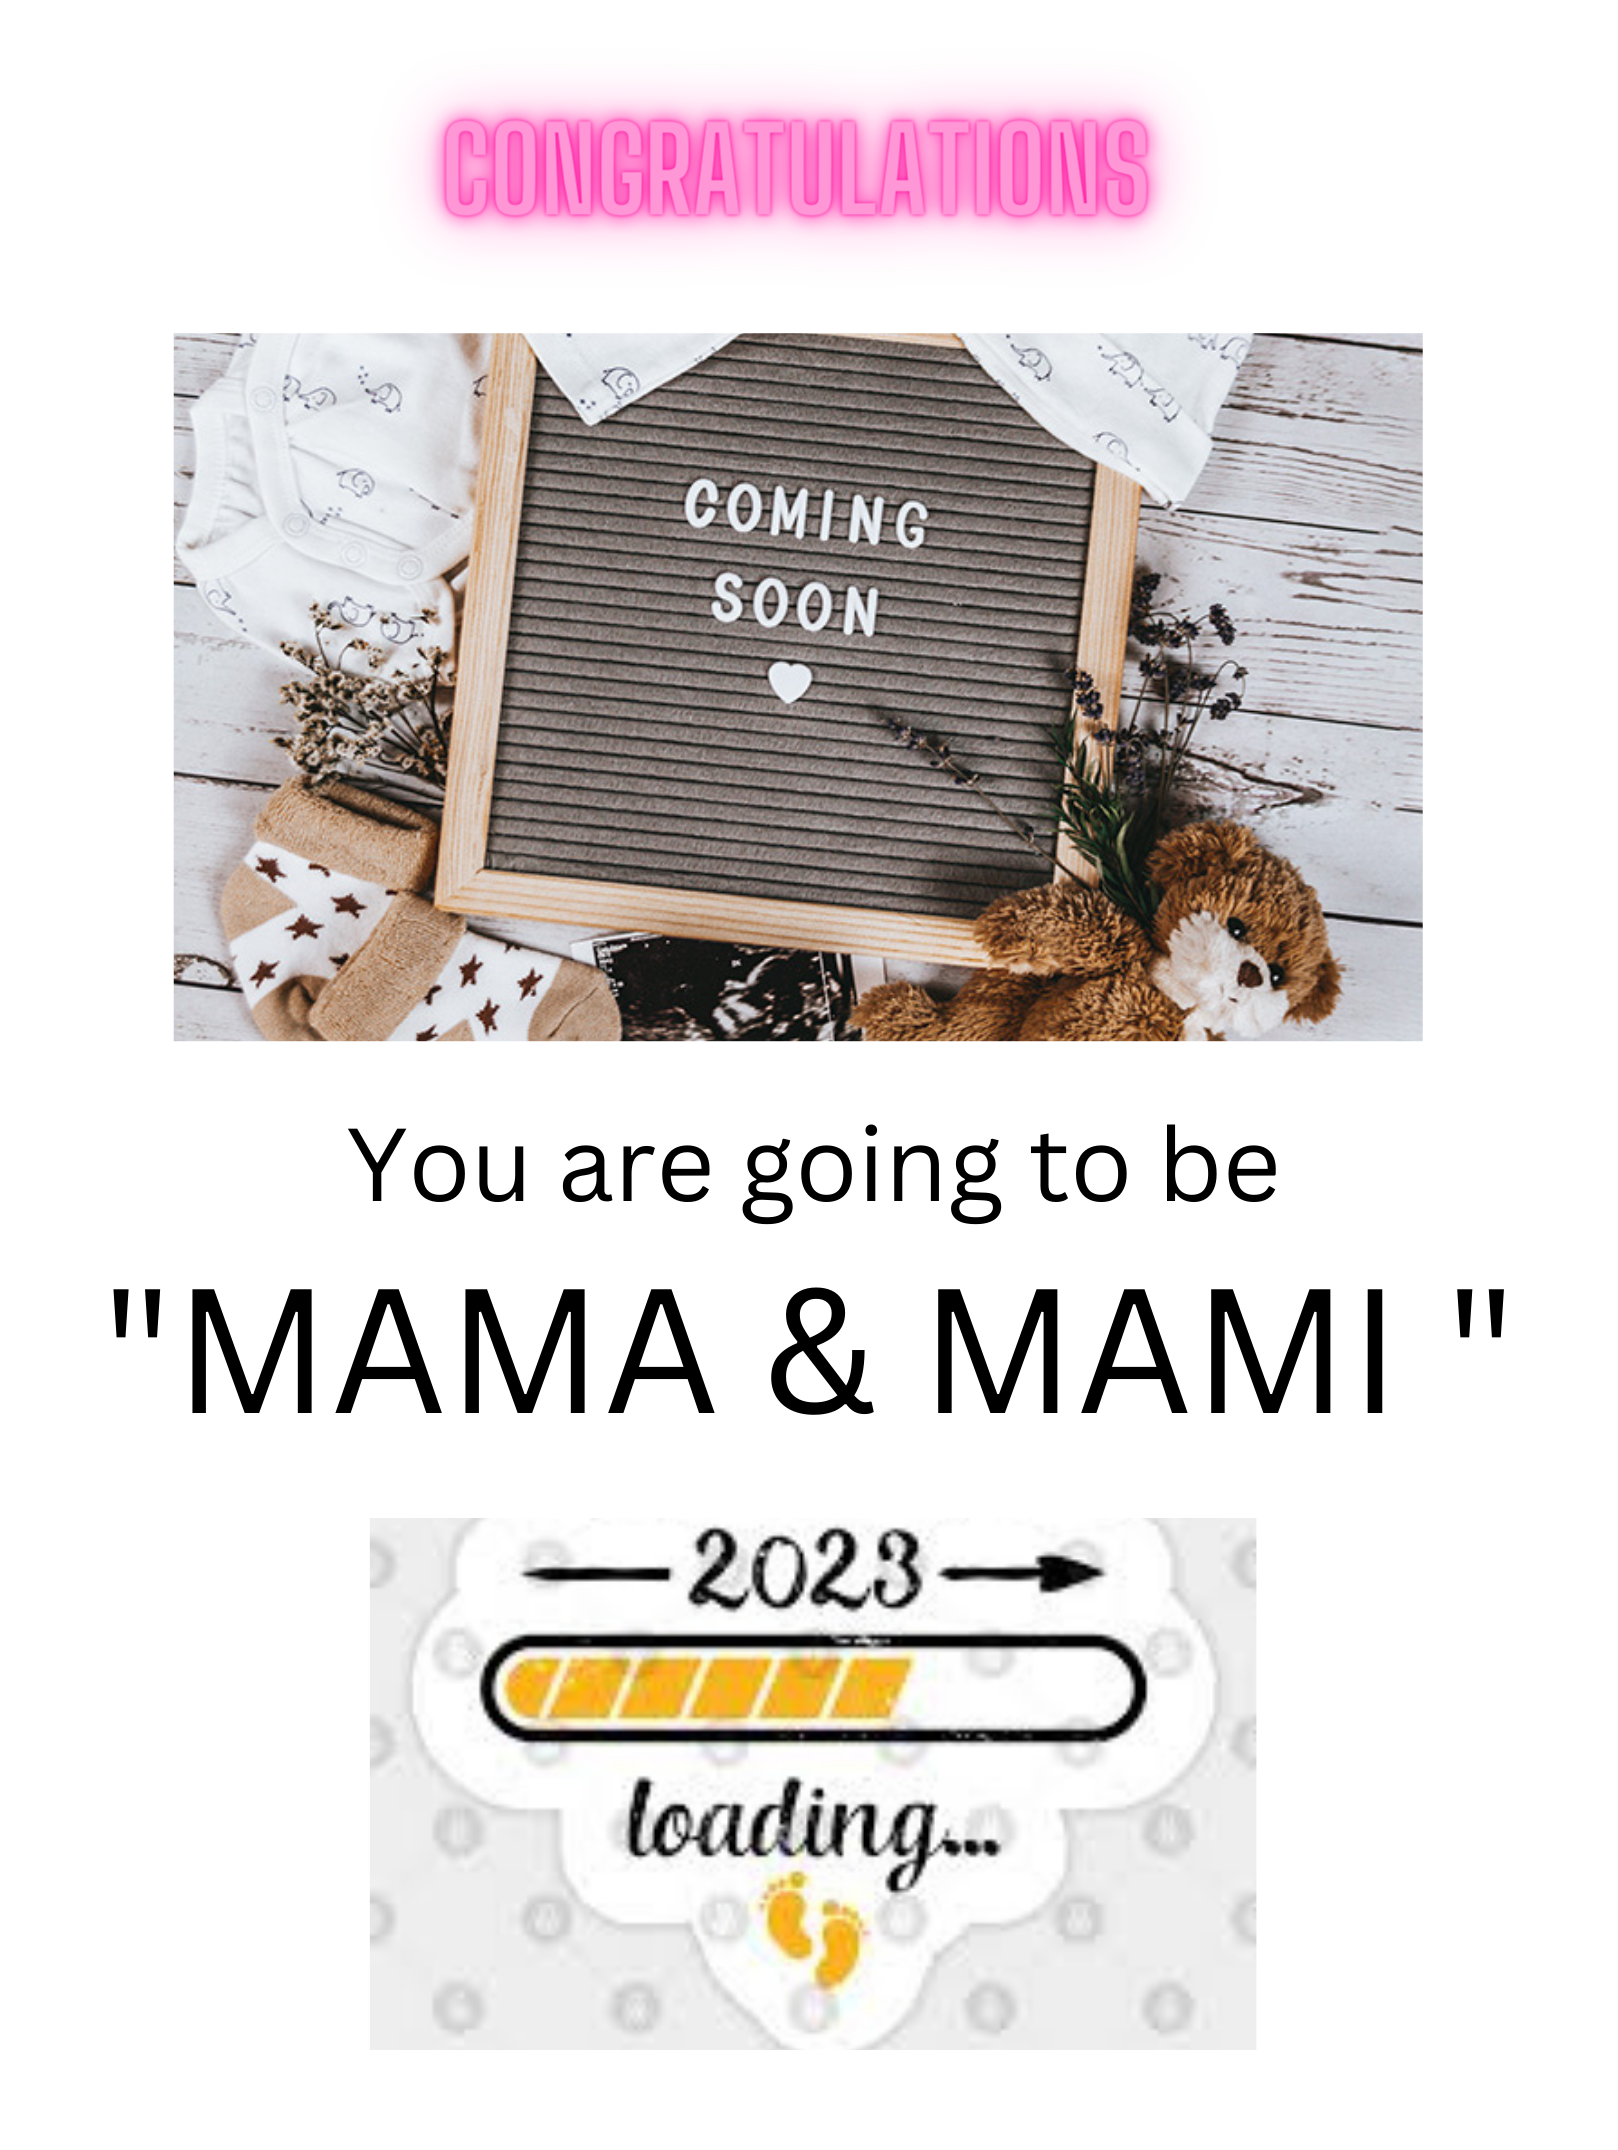 CONGRATULATIONS
COMING
SOON
You are going to be
"MAMA & MAMI "
2023
loading...